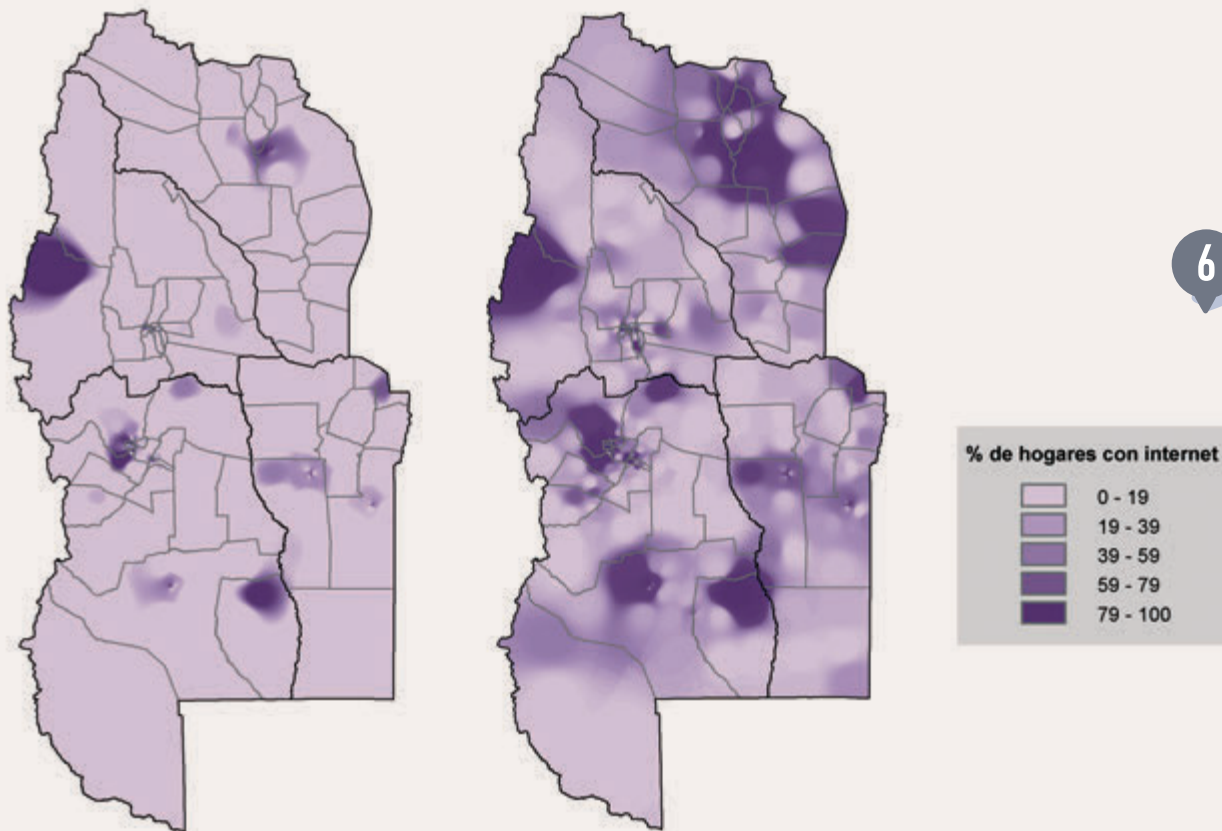 6
% de hogares con internet
0 - 19
19 - 39
39 - 59
59 - 79
79 - 100